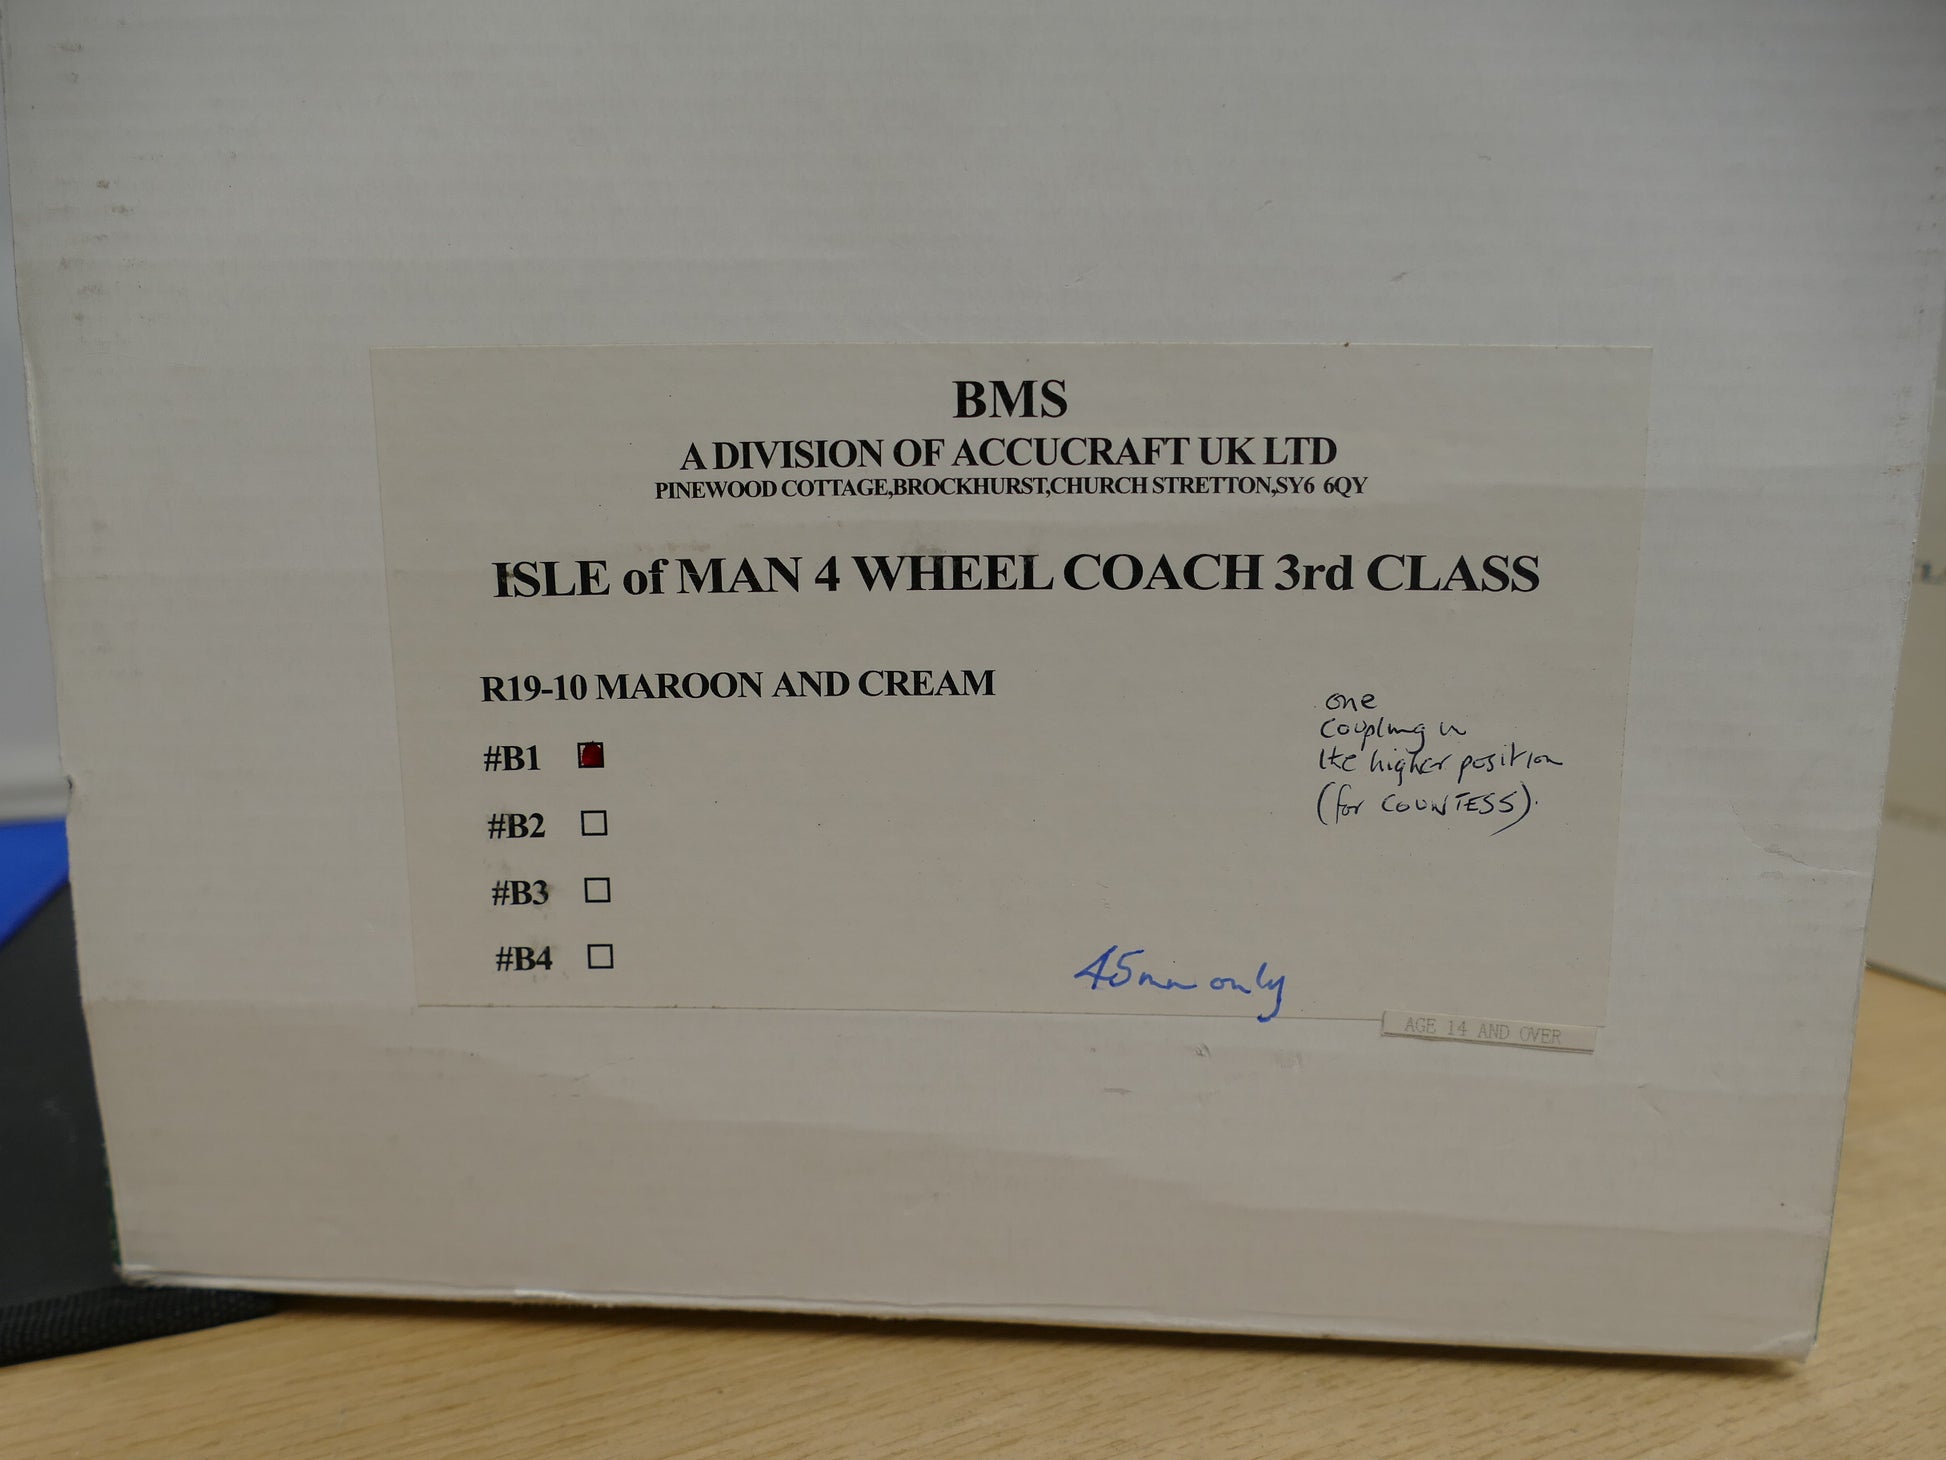 BMS
A DIVISION OF ACCUCRAFT UK LTD
PINEWOOD COTTAGE,BROCKHURST,CHURCH STRETTON,SY6 6QY
ISLE of MAN 4 WHEEL COACH 3rd CLASS
R19-10 MAROON AND CREAM
#B1
#B2
#B3
#B4
one
coupling in
the higher position
(for COUNTESS).
45mm only
AGE 14 AND OVER